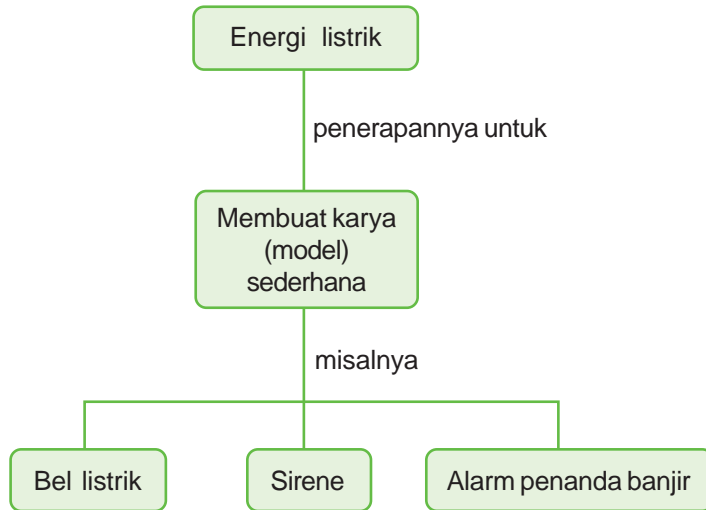 Energi listrik
penerapannya untuk
Membuat karya
(model)
sederhana
misalnya
Bel listrik
Sirene
Alarm penanda banjir